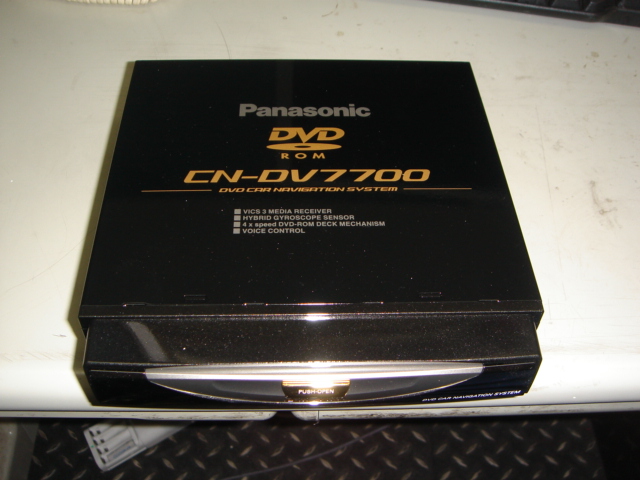 Panasonic
DVD
ROM
CN-DV7700
DVD CAR NAVIGATION SYSTEM
VICS 3 MEDIA RECEIVER
HYBRID GYROSCOPE SENSOR
4 x speed DVD-ROM DECK MECHANISM
VOICE CONTROL
PUSH-OPEN
DVD CAR NAVIGATION SYSTEM